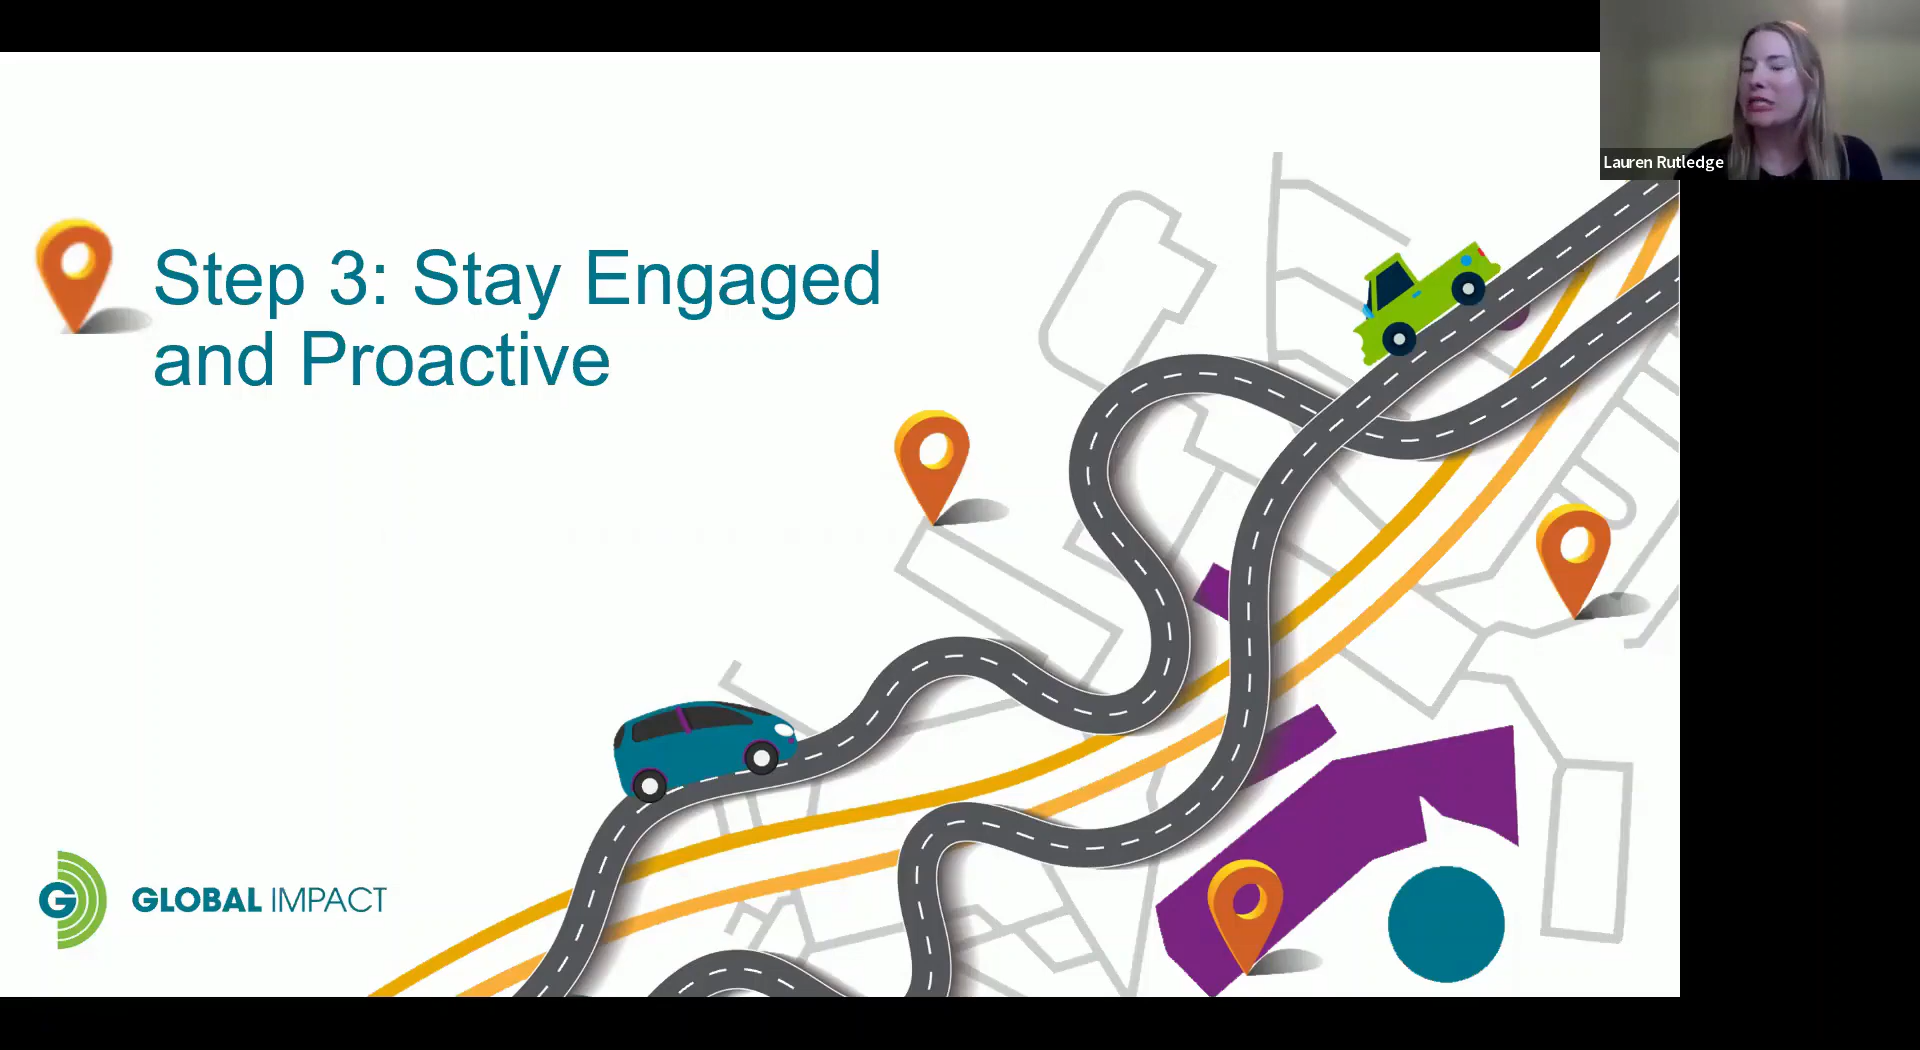 Lauren Rutledge
Step 3: Stay Engaged
and Proactive
G GLOBAL IMPACT